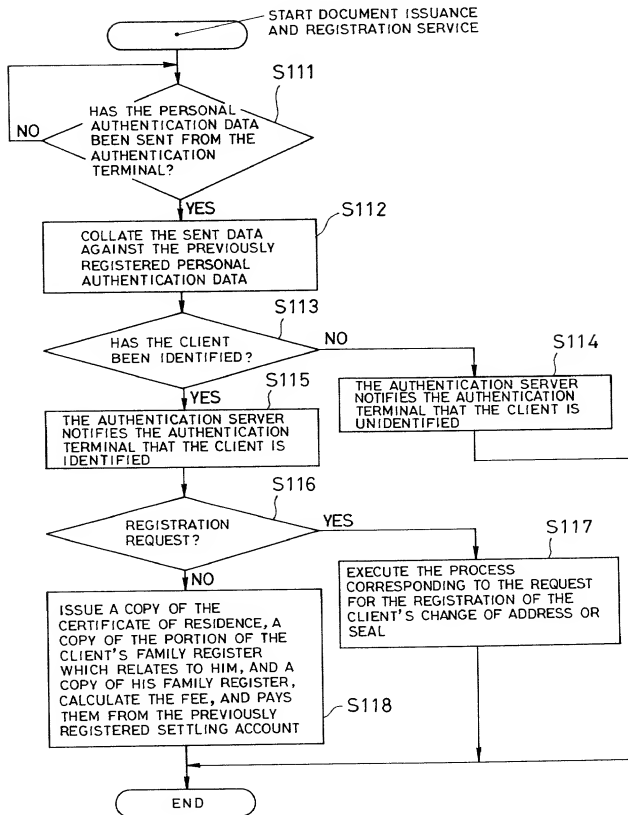 START DOCUMENT ISSUANCE
AND REGISTRATION SERVICE
S111
HAS THE PERSONAL
AUTHENTICATION DATA
BEEN SENT FROM THE
AUTHENTICATION
TERMINAL?
NO
YES
S112
COLLATE THE SENT DATA
AGAINST THE PREVIOUSLY
REGISTERED PERSONAL
AUTHENTICATION DATA
S113
HAS THE CLIENT
BEEN IDENTIFIED?
NO
S114
THE AUTHENTICATION SERVER
NOTIFIES THE AUTHENTICATION
TERMINAL THAT THE CLIENT IS
UNIDENTIFIED
YES
S115
THE AUTHENTICATION SERVER
NOTIFIES THE AUTHENTICATION
TERMINAL THAT THE CLIENT IS
IDENTIFIED
S116
REGISTRATION
REQUEST?
YES
S117
EXECUTE THE PROCESS
CORRESPONDING TO THE REQUEST
FOR THE REGISTRATION OF THE
CLIENT'S CHANGE OF ADDRESS OR
SEAL
NO
ISSUE A COPY OF THE
CERTIFICATE OF RESIDENCE, A
COPY OF THE PORTION OF THE
CLIENT'S FAMILY REGISTER
WHICH RELATES TO HIM, AND A
COPY OF HIS FAMILY REGISTER,
CALCULATE THE FEE, AND PAYS
THEM FROM THE PREVIOUSLY
REGISTERED SETTLING ACCOUNT
S118
END